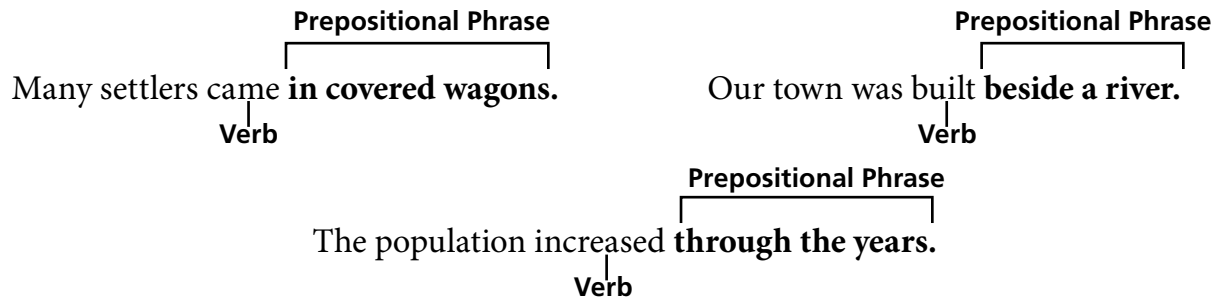 Prepositional Phrase
Many settlers came in covered wagons.
Verb
Prepositional Phrase
Our town was built beside a river.
Verb
Prepositional Phrase
The population increased through the years.
Verb